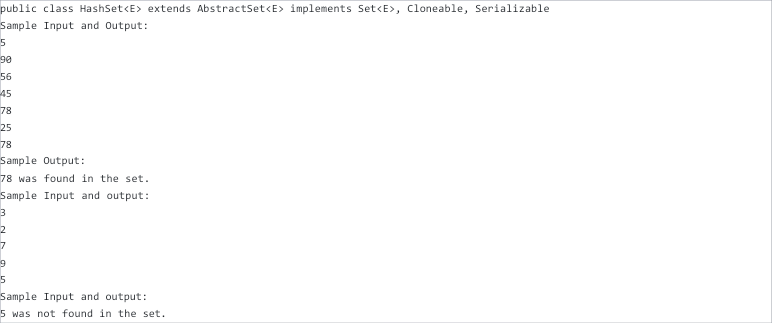 public class HashSet<E> extends AbstractSet<E> implements Set<E>, Cloneable, Serializable
Sample Input and Output:
5
90
56
45
78
25
78
Sample Output:
78 was found in the set.
Sample Input and output:
3
2
7
9
5
Sample Input and output:
5 was not found in the set.